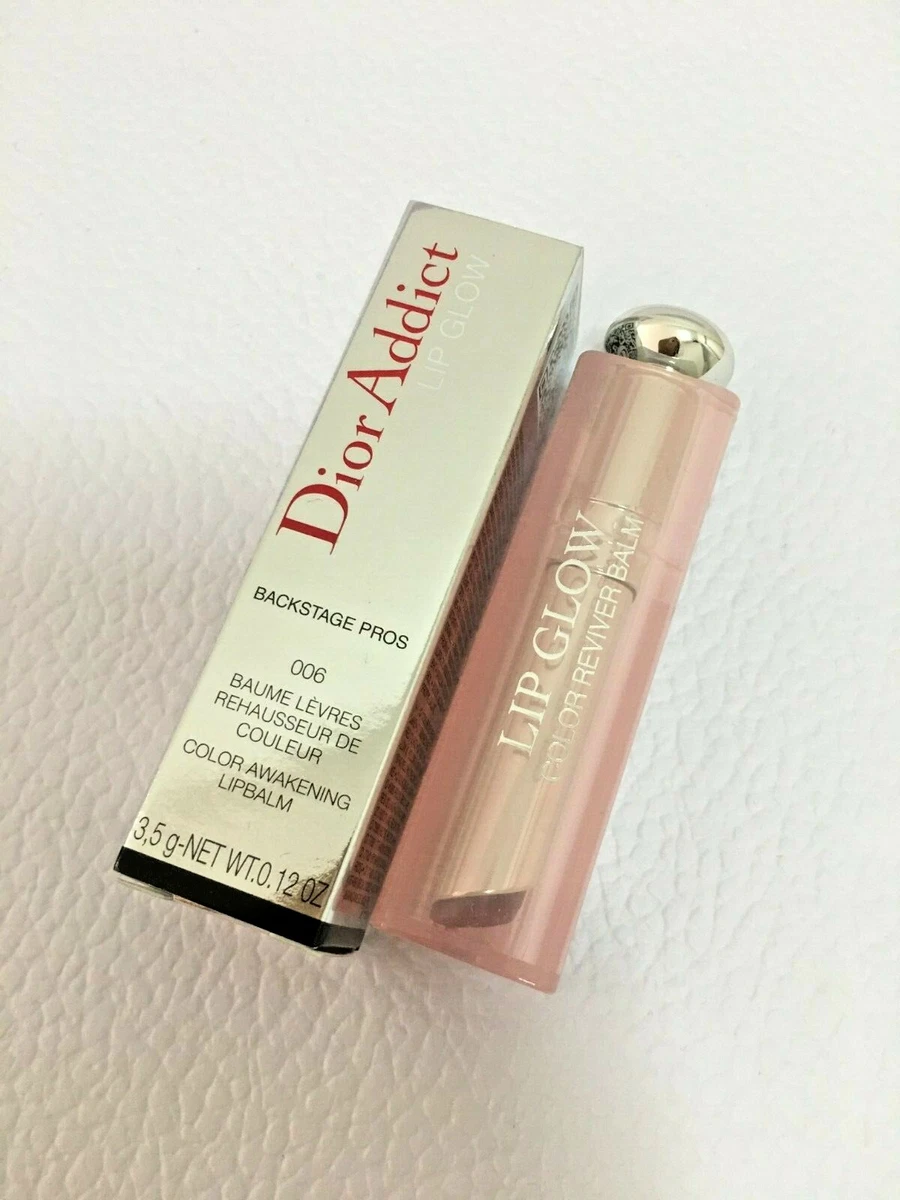 Dior Addict
LIP GLOW
BACKSTAGE PROS
006
BAUME LÈVRES
REHAUSSEUR DE
COULEUR
COLOR AWAKENING
LIPBALM
3,5 g-NET WT.0.12 OZ
LIP GLOW
COLOR REVIVER BALM